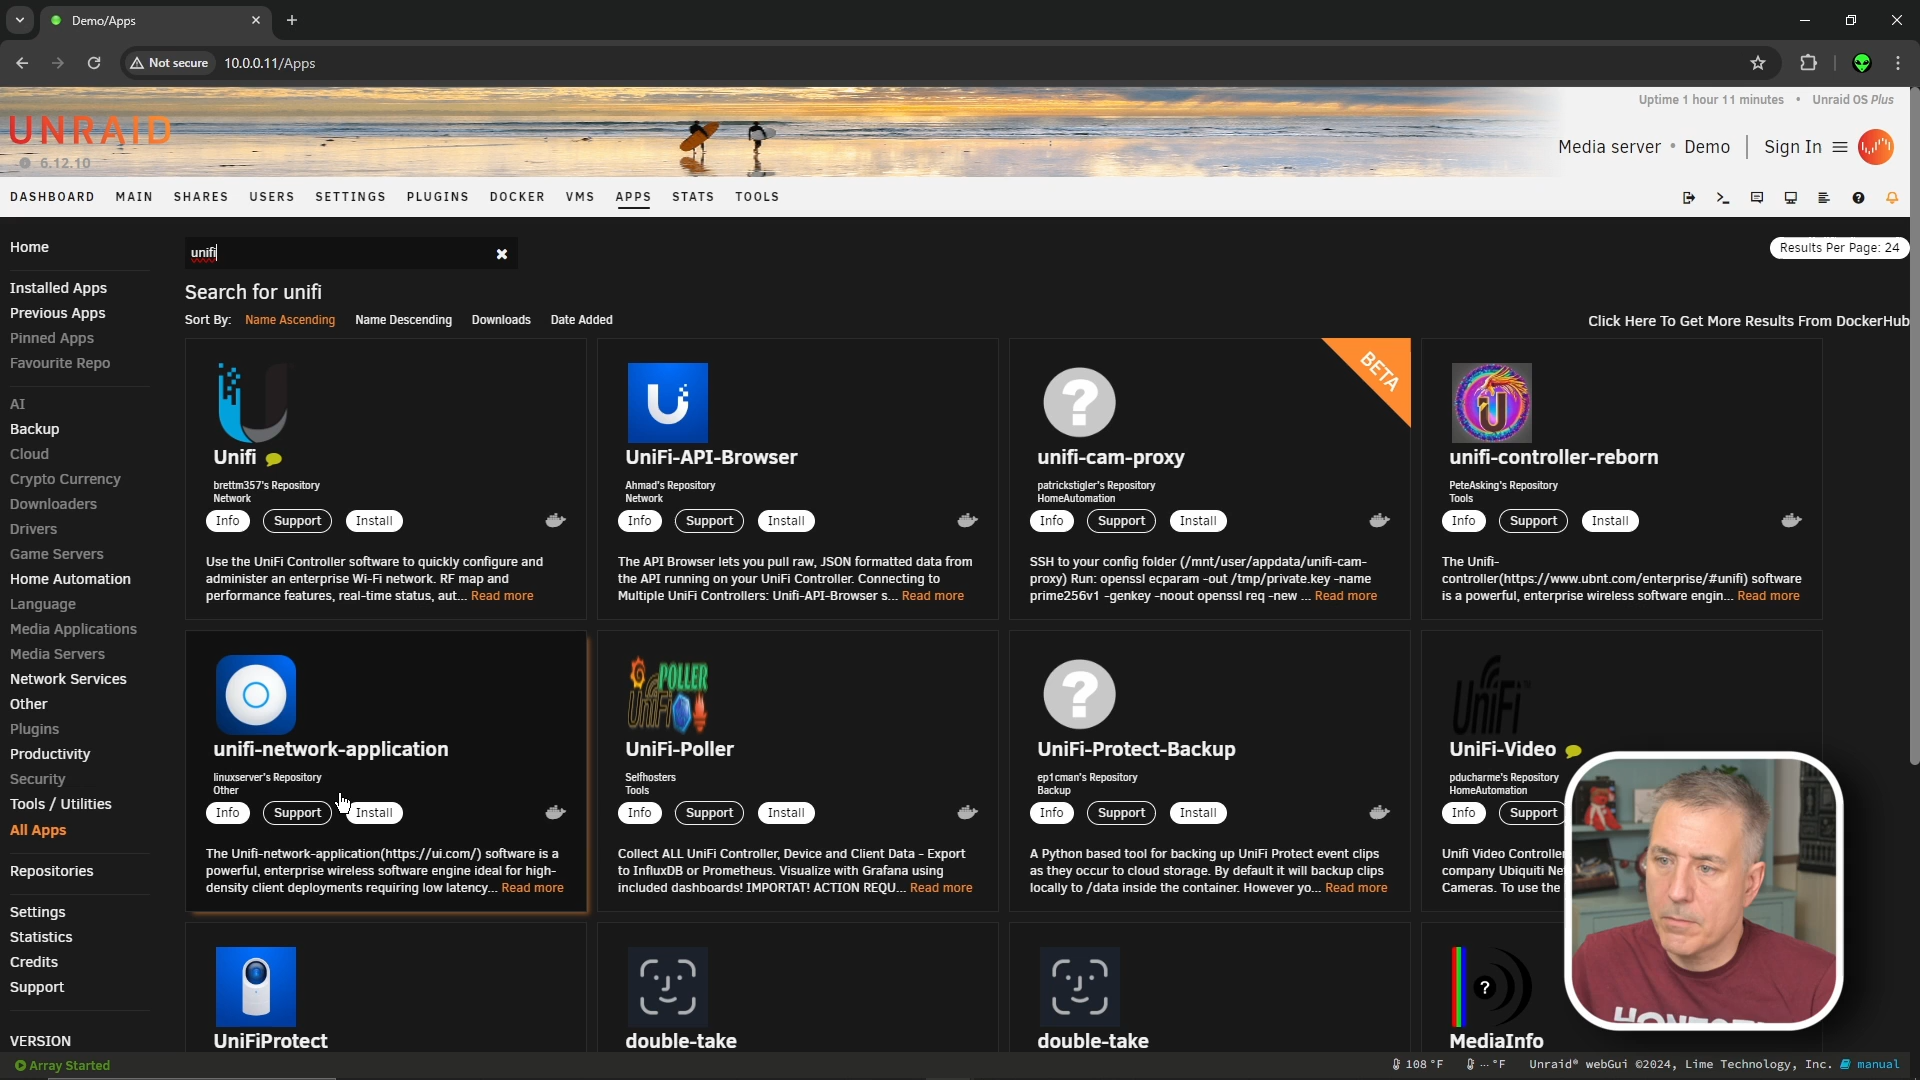 Demo/Apps
Not secure
10.0.0.11/Apps
Uptime 1 hour 11 minutes • Unraid OS Plus
UNRAID
6.12.10
Media server • Demo
Sign In
DASHBOARD MAIN SHARES USERS SETTINGS PLUGINS DOCKER VMS APPS STATS TOOLS
Home
Installed Apps
Previous Apps
Pinned Apps
Favourite Repo
AI
Backup
Cloud
Crypto Currency
Downloaders
Drivers
Game Servers
Home Automation
Language
Media Applications
Media Servers
Network Services
Other
Plugins
Productivity
Security
Tools / Utilities
All Apps
Repositories
Settings
Statistics
Credits
Support
VERSION
unifi
Results Per Page: 24
Search for unifi
Sort By: Name Ascending Name Descending Downloads Date Added
Click Here To Get More Results From DockerHub
Unifi
brettm357's Repository
Network
Info Support Install
Use the UniFi Controller software to quickly configure and
administer an enterprise Wi-Fi network. RF map and
performance features, real-time status, aut... Read more
UniFi-API-Browser
Ahmad's Repository
Network
Info Support Install
The API Browser lets you pull raw, JSON formatted data from
the API running on your UniFi Controller. Connecting to
Multiple UniFi Controllers: Unifi-API-Browser s... Read more
BETA
unifi-cam-proxy
patrickstigler's Repository
HomeAutomation
Info Support Install
SSH to your config folder (/mnt/user/appdata/unifi-cam-
proxy) Run: openssl ecparam -out /tmp/private.key -name
prime256v1 -genkey -noout openssl req -new ... Read more
unifi-controller-reborn
PeteAsking's Repository
Tools
Info Support Install
The Unifi-
controller(https://www.ubnt.com/enterprise/#unifi) software
is a powerful, enterprise wireless software engin... Read more
unifi-network-application
linuxserver's Repository
Other
Info Support Install
The Unifi-network-application(https://ui.com/) software is a
powerful, enterprise wireless software engine ideal for high-
density client deployments requiring low latency... Read more
POLLER
UniFi
UniFi-Poller
Selfhosters
Tools
Info Support Install
Collect ALL UniFi Controller, Device and Client Data - Export
to InfluxDB or Prometheus. Visualize with Grafana using
included dashboards! IMPORTAT! ACTION REQU... Read more
UniFi-Protect-Backup
ep1cman's Repository
Backup
Info Support Install
A Python based tool for backing up UniFi Protect event clips
as they occur to cloud storage. By default it will backup clips
locally to /data inside the container. However yo... Read more
UniFi
UniFi-Video
pducharme's Repository
HomeAutomation
Info Support
Unifi Video Controller
company Ubiquiti
Cameras. To use the
UniFiProtect
double-take
double-take
MediaInfo
Array Started
108 °F
-- °F
Unraid® webGui ©2024, Lime Technology, Inc. manual